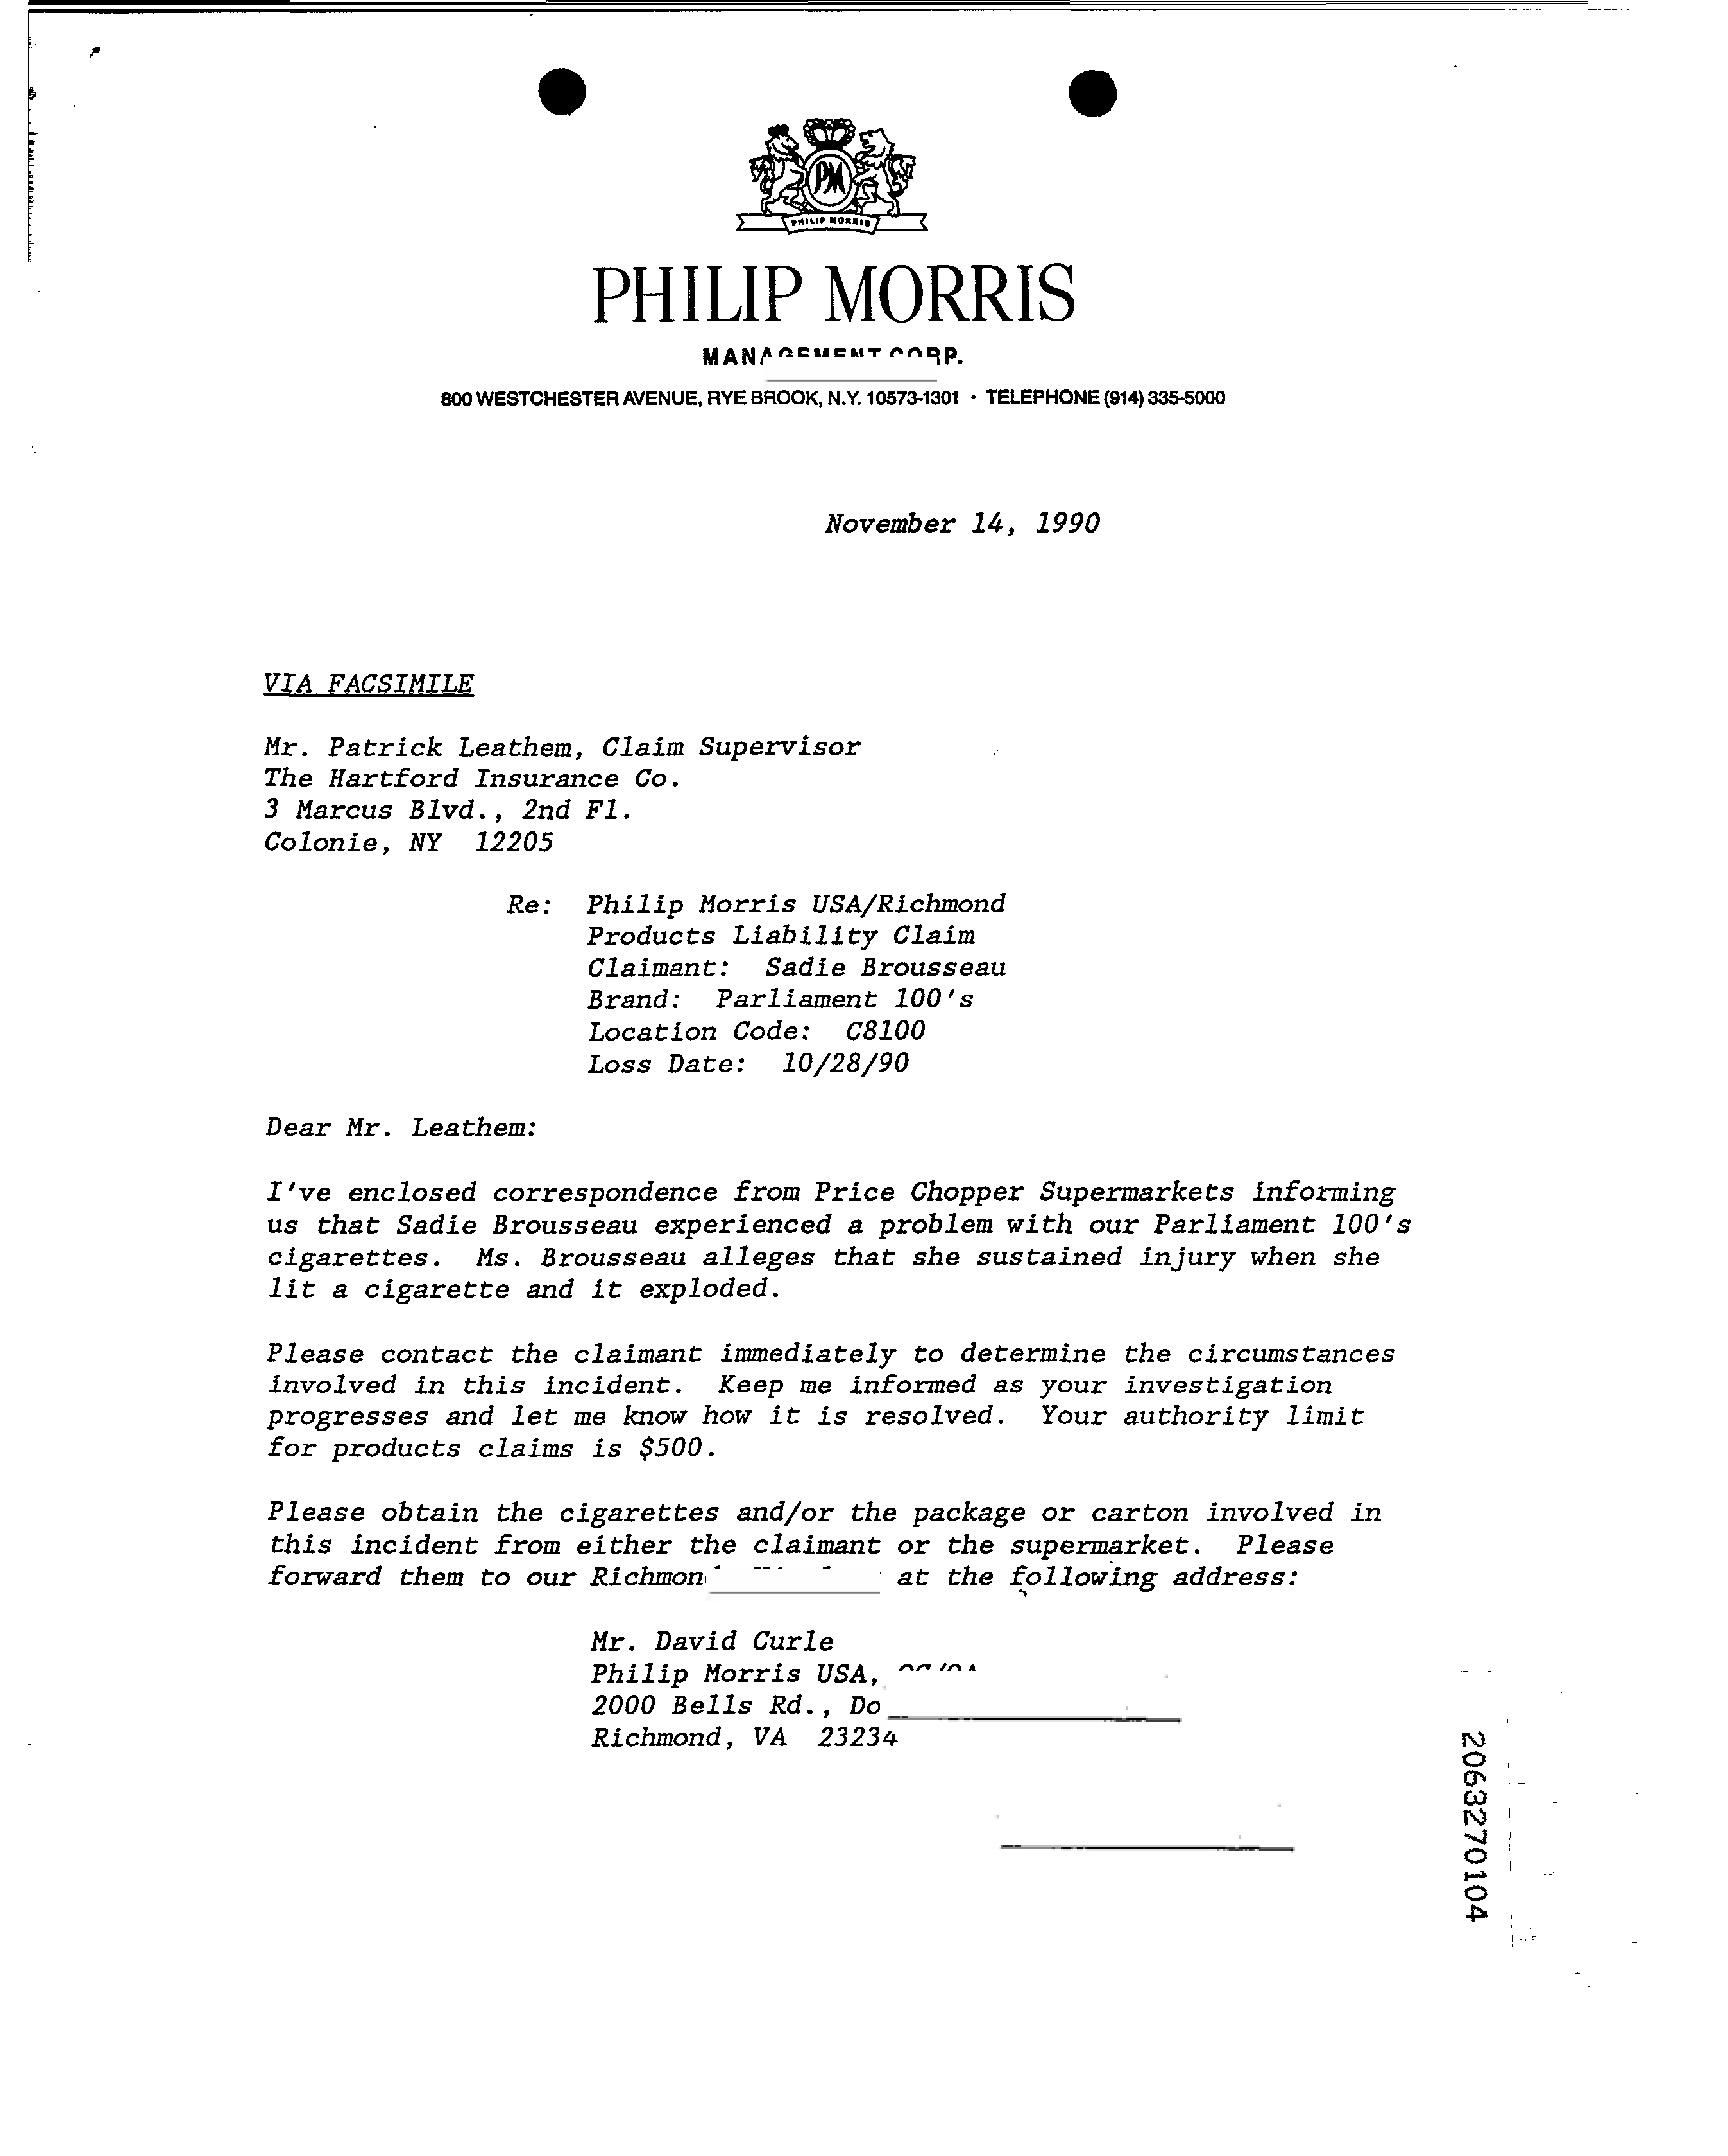 PM
PHILIP MORRIS
PHILIP MORRIS
MANAGEMENT CORP.
800 WESTCHESTER AVENUE, RYE BROOK, N.Y. 10573-1301 · TELEPHONE (914) 335-5000
November 14, 1990
VIA FACSIMILE
Mr. Patrick Leathem, Claim Supervisor
The Hartford Insurance Co.
3 Marcus Blvd., 2nd Fl.
Colonie, NY 12205
Re: Philip Morris USA/Richmond
Products Liability Claim
Claimant: Sadie Brousseau
Brand: Parliament 100's
Location Code: C8100
Loss Date: 10/28/90
Dear Mr. Leathem:
I've enclosed correspondence from Price Chopper Supermarkets informing
us that Sadie Brousseau experienced a problem with our Parliament 100's
cigarettes. Ms. Brousseau alleges that she sustained injury when she
lit a cigarette and it exploded.
Please contact the claimant immediately to determine the circumstances
involved in this incident. Keep me informed as your investigation
progresses and let me know how it is resolved. Your authority limit
for products claims is $500.
Please obtain the cigarettes and/or the package or carton involved in
this incident from either the claimant or the supermarket. Please
forward them to our at the following address:
Mr. David Curle
Philip Morris USA,
2000 Bells Rd.,
Richmond, VA 23234
2063270104